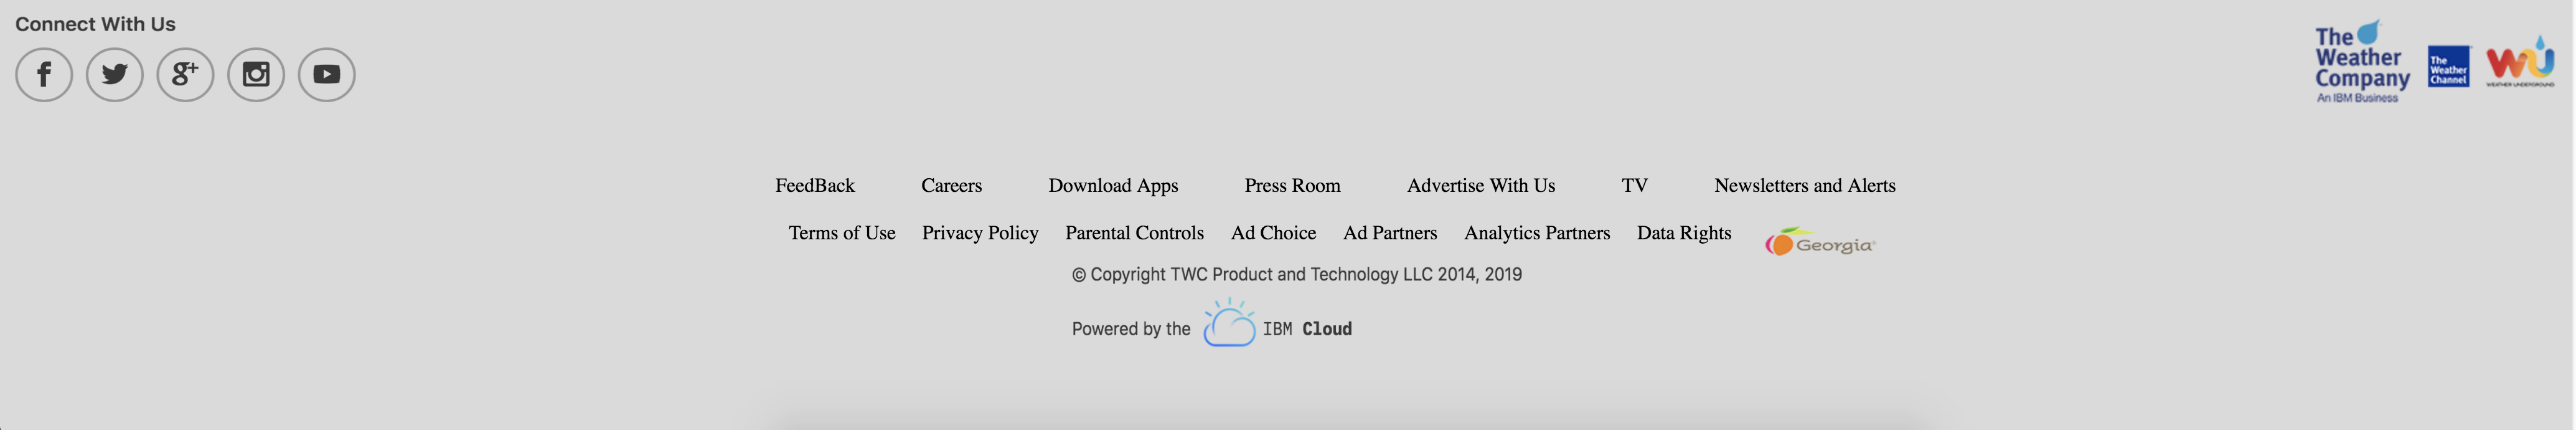 Connect With Us
The
Weather
Company
An IBM Business
The
Weather
Channel
WU
WEATHER UNDERGROUND
FeedBack Careers Download Apps Press Room Advertise With Us TV Newsletters and Alerts
Terms of Use Privacy Policy Parental Controls Ad Choice Ad Partners Analytics Partners Data Rights Georgia
© Copyright TWC Product and Technology LLC 2014, 2019
Powered by the IBM Cloud